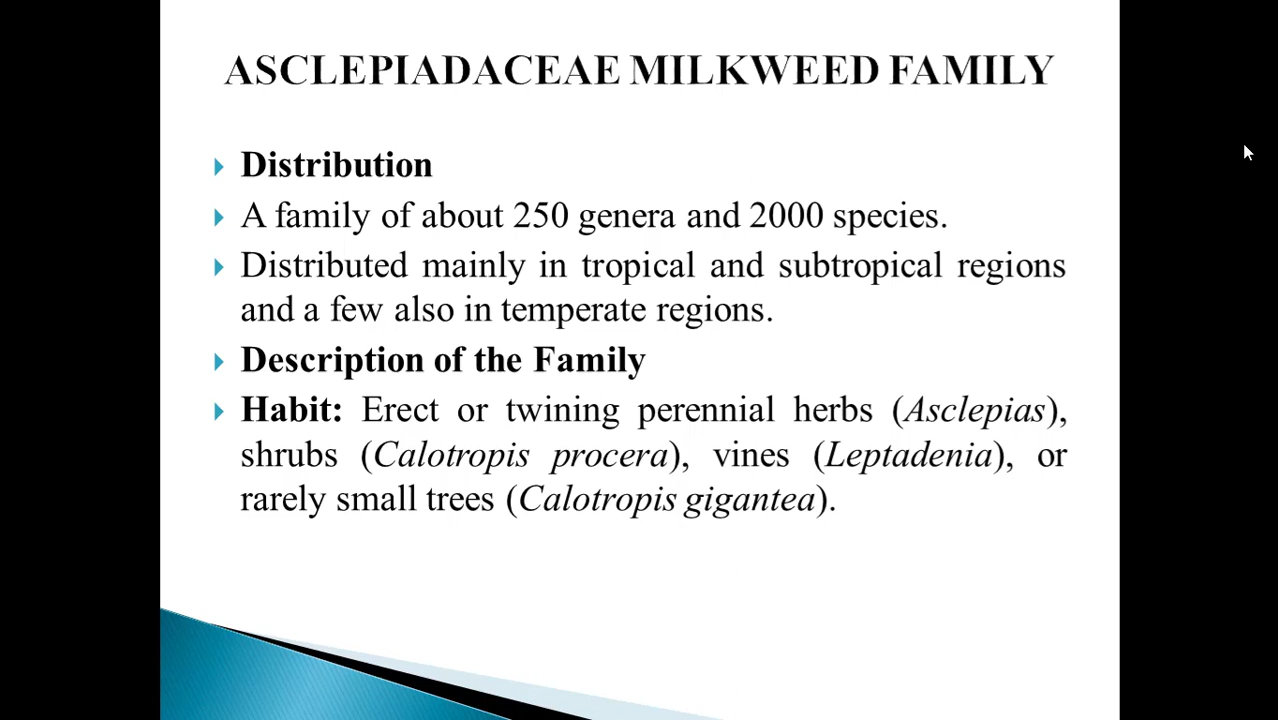 ASCLEPIADACEAE MILKWEED FAMILY
Distribution
A family of about 250 genera and 2000 species.
Distributed mainly in tropical and subtropical regions
and a few also in temperate regions.
Description of the Family
Habit: Erect or twining perennial herbs (Asclepias),
shrubs (Calotropis procera), vines (Leptadenia), or
rarely small trees (Calotropis gigantea).